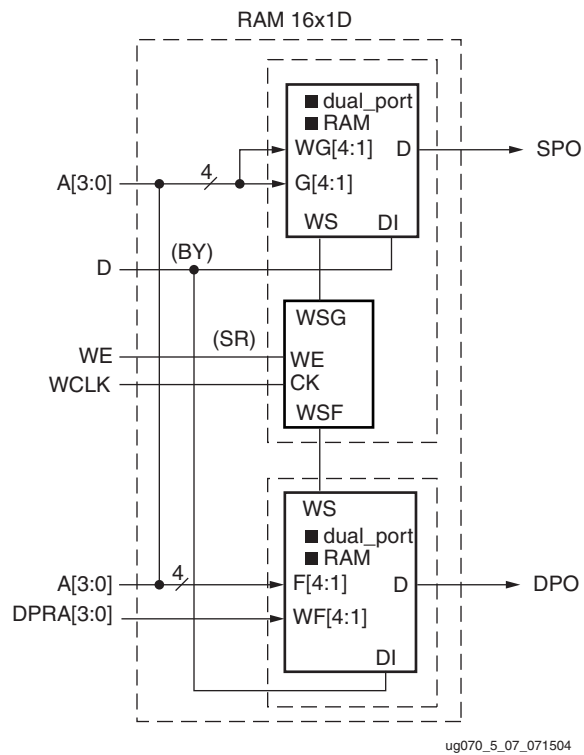 RAM 16x1D
dual_port
RAM
WG[4:1] D SPO
A[3:0] 4 G[4:1]
WS DI
D (BY)
WSG
WE (SR) WE
WCLK CK
WSF
WS
dual_port
RAM
A[3:0] 4 F[4:1] D DPO
DPRA[3:0] WF[4:1]
DI
ug070_5_07_071504